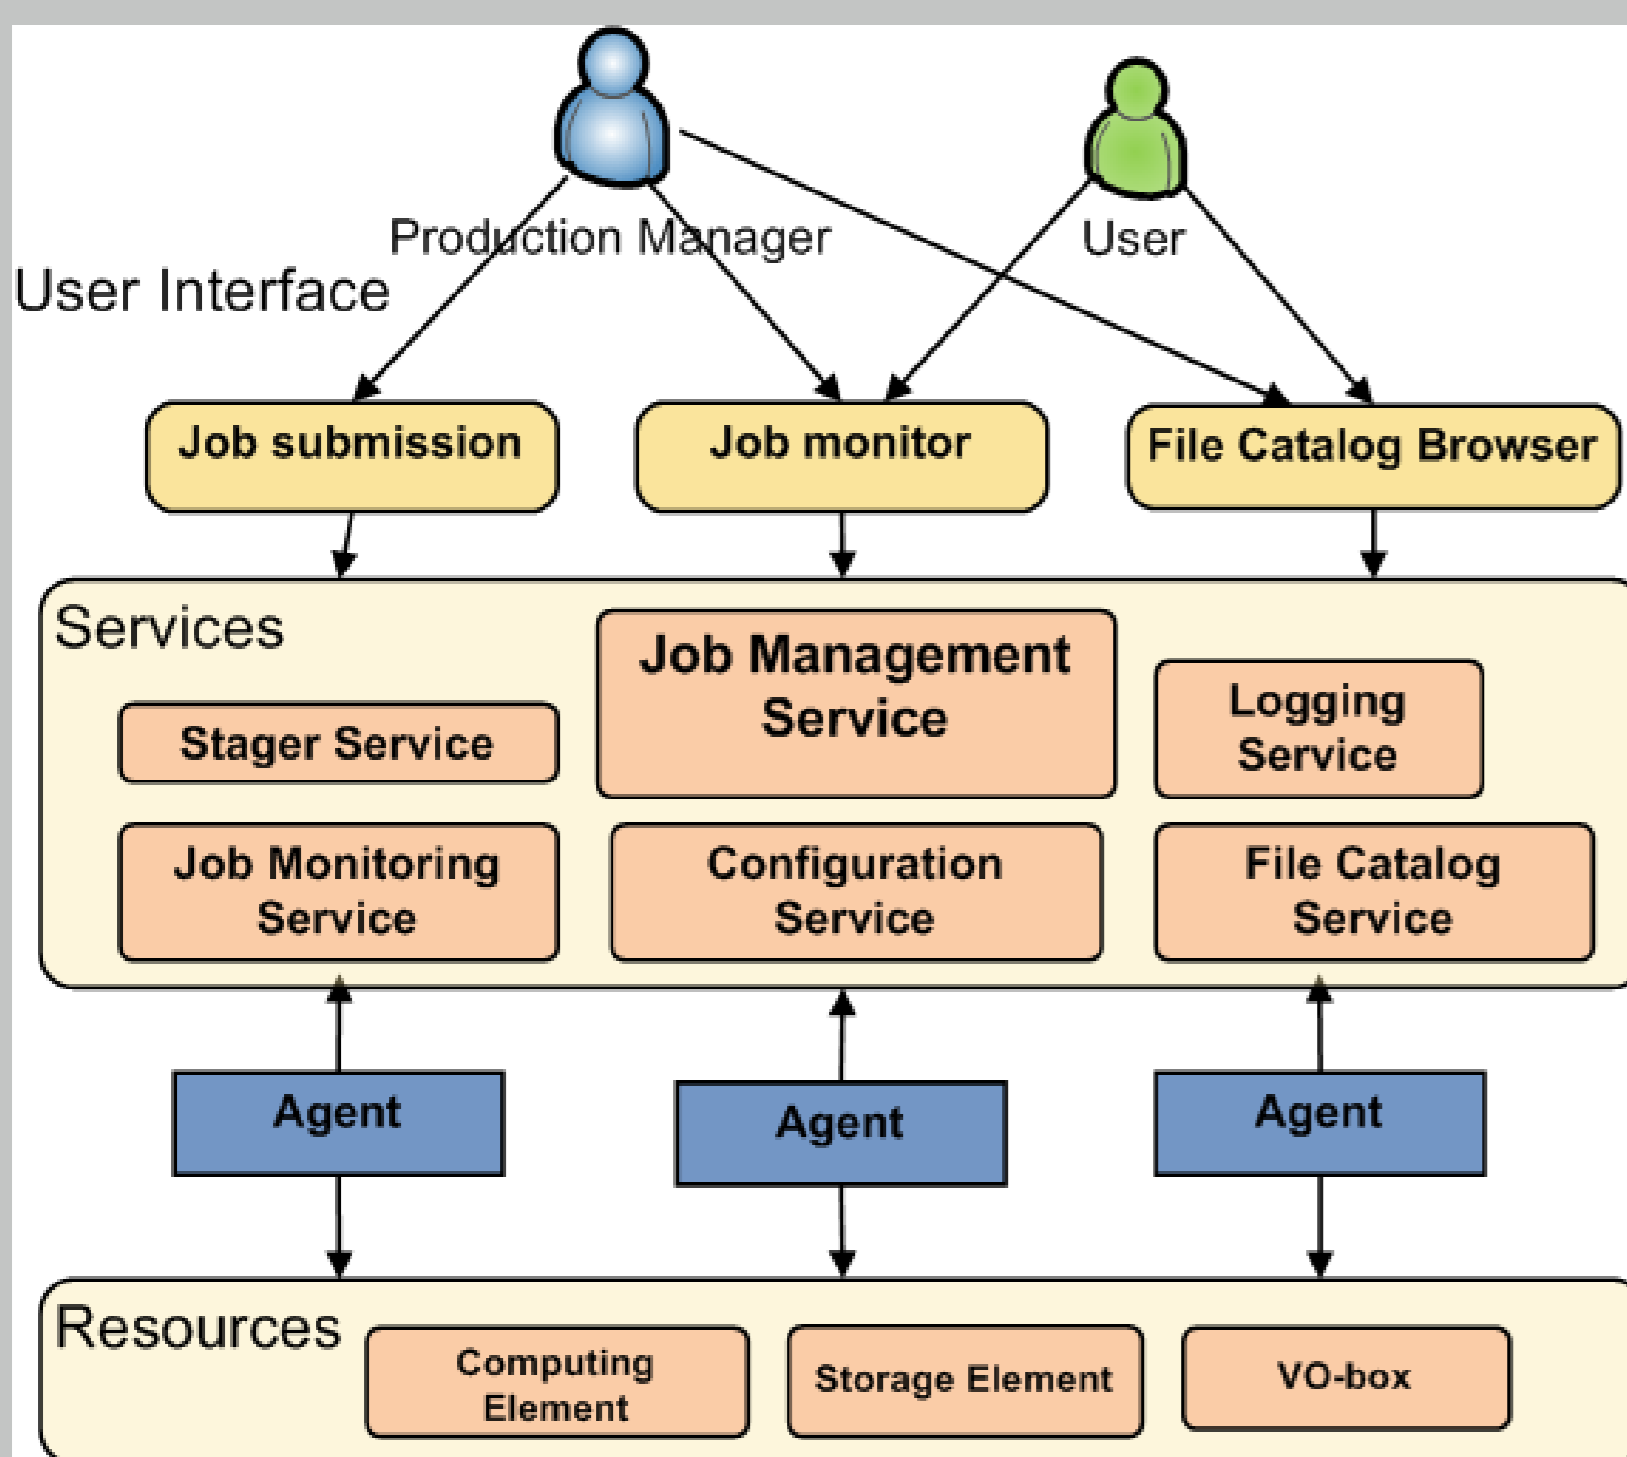 Production Manager
User
User Interface
Job submission
Job monitor
File Catalog Browser
Services
Job Management
Service
Logging
Service
Stager Service
Job Monitoring
Service
Configuration
Service
File Catalog
Service
Agent
Agent
Agent
Resources
Computing
Element
Storage Element
VO-box